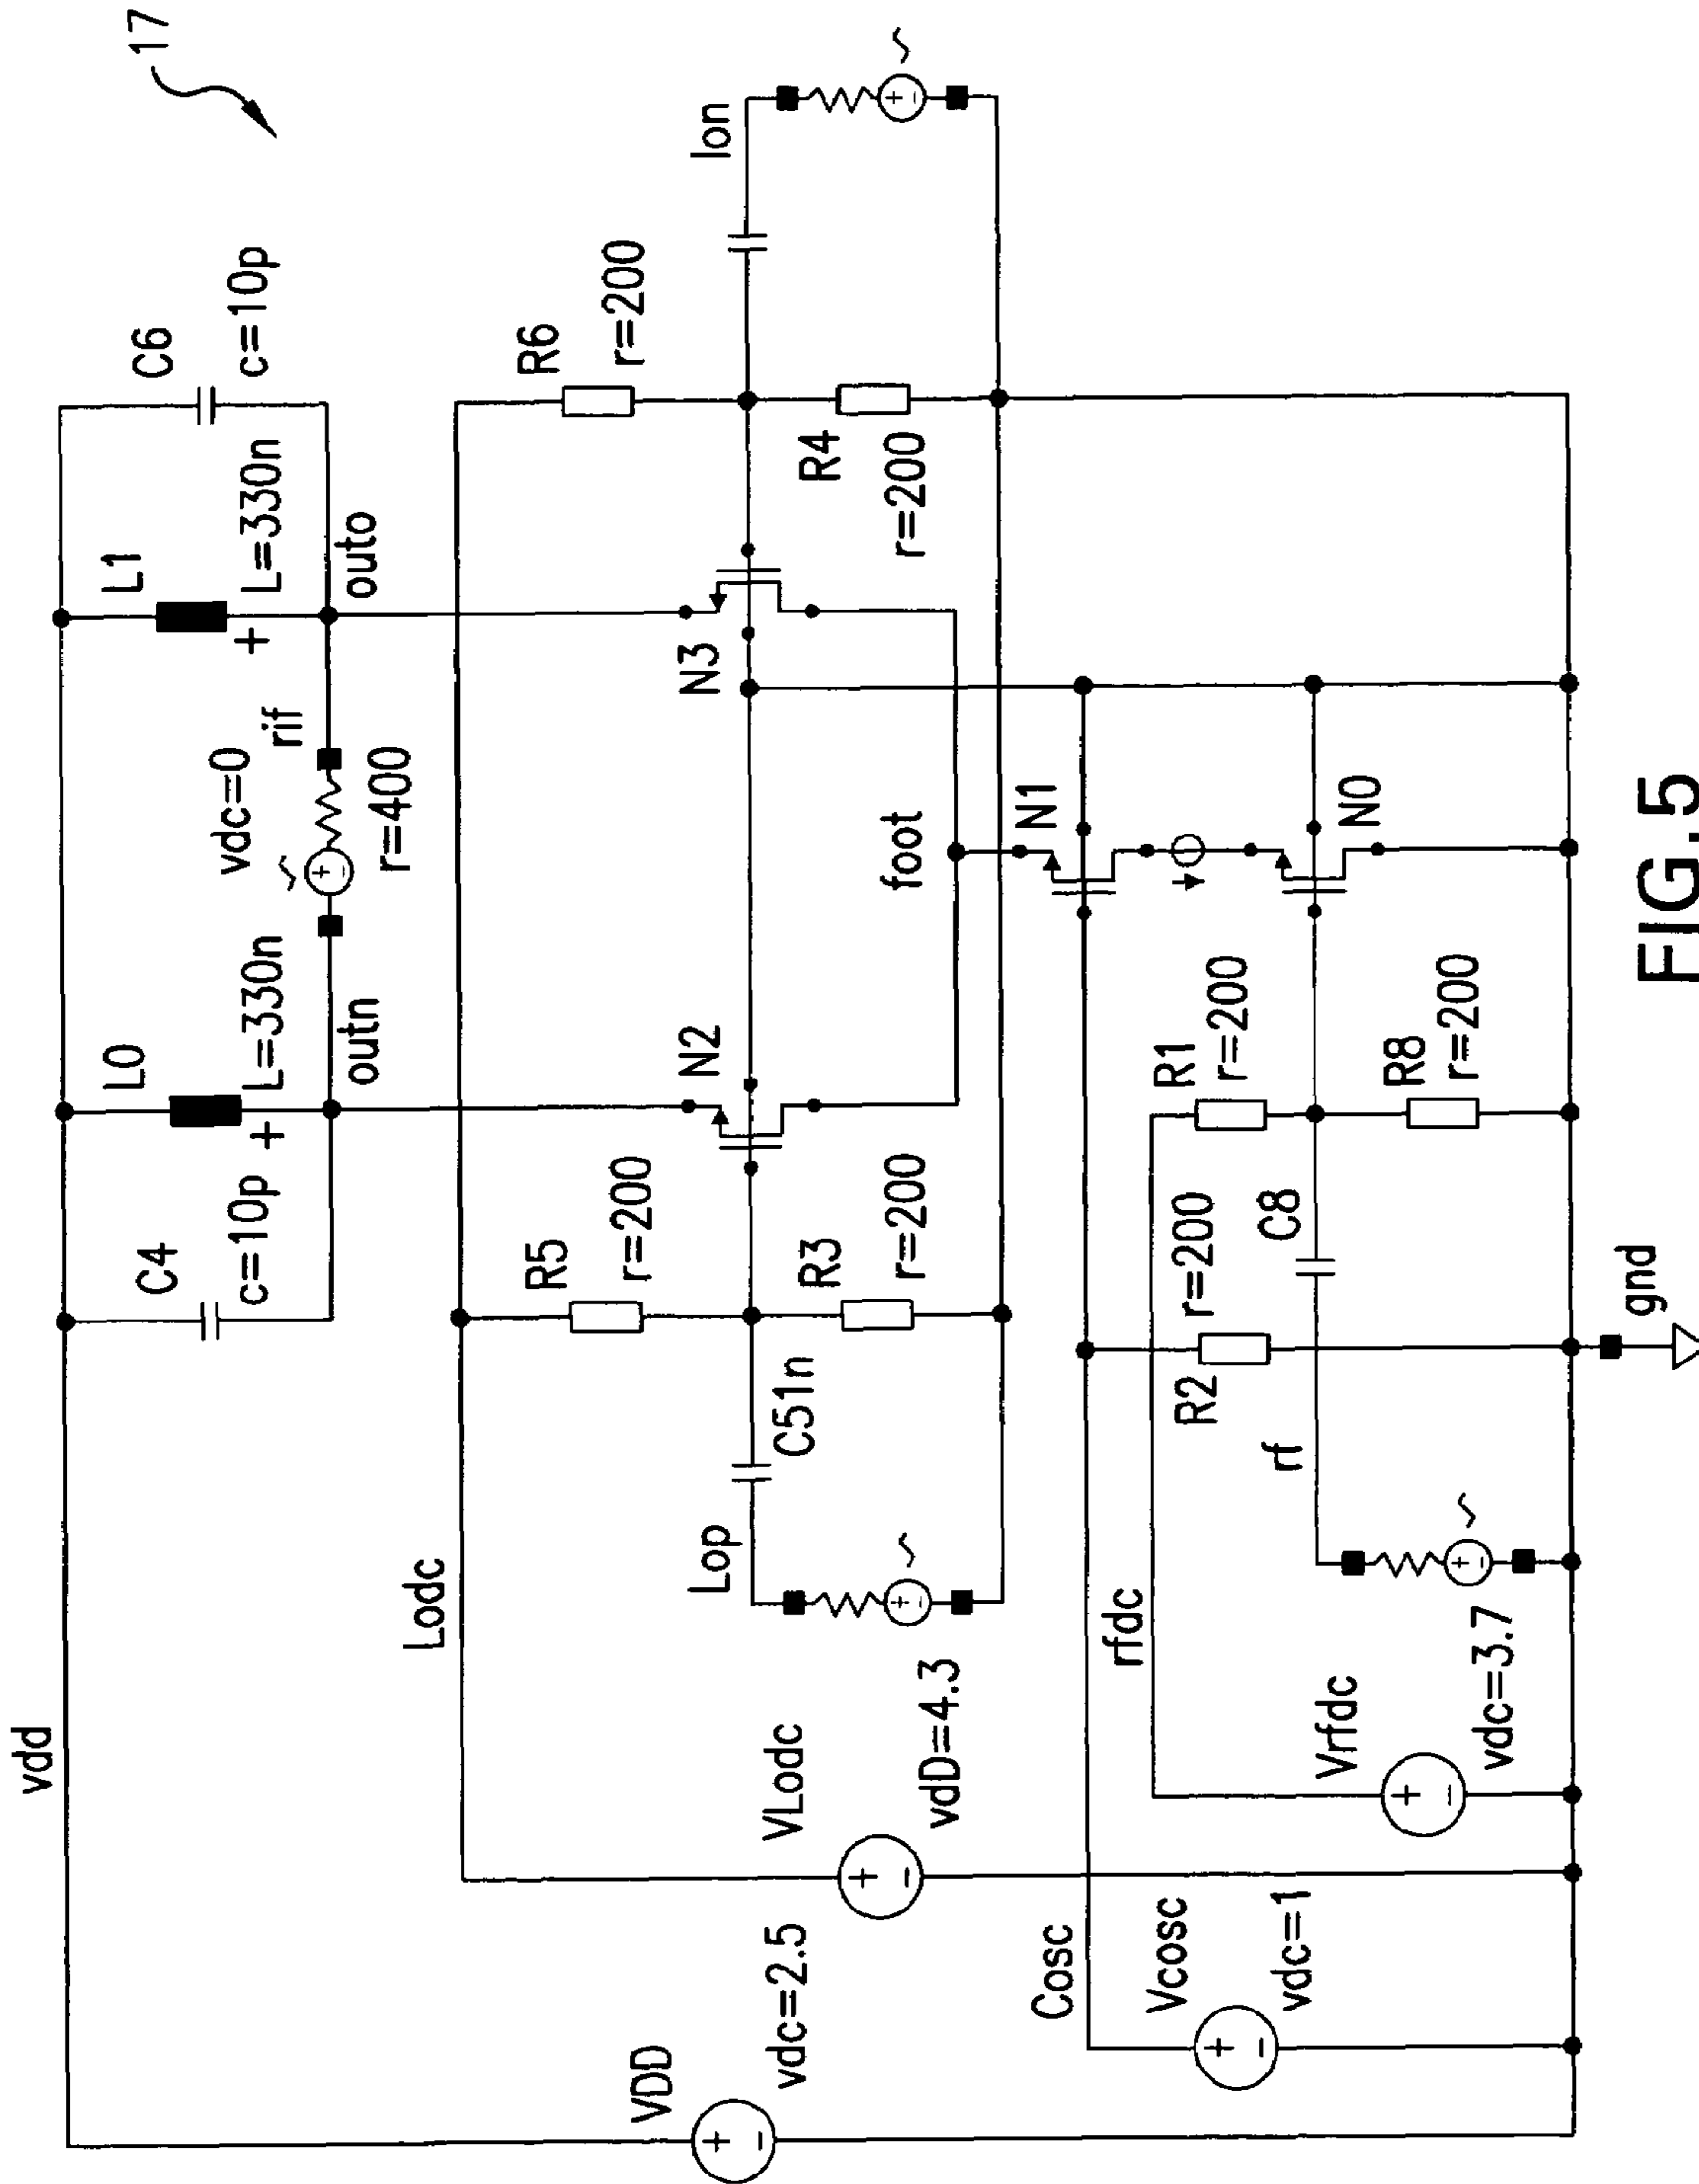 17
vdd
L0
L=330n
+
C4
c=10p
outn
vdc=0
rif
r=400
L1
L=330n
+
C6
c=10p
outo
Lodc
R5
r=200
N2
N3
R6
r=200
lon
Lop
C51n
R3
r=200
R4
r=200
foot
VDD
vdc=2.5
VLodc
vdD=4.3
Cosc
Vcosc
vdc=1
rfdc
Vrfdc
vdc=3.7
rf
R2
r=200
C8
R1
r=200
R8
r=200
N1
N0
gnd
FIG.5